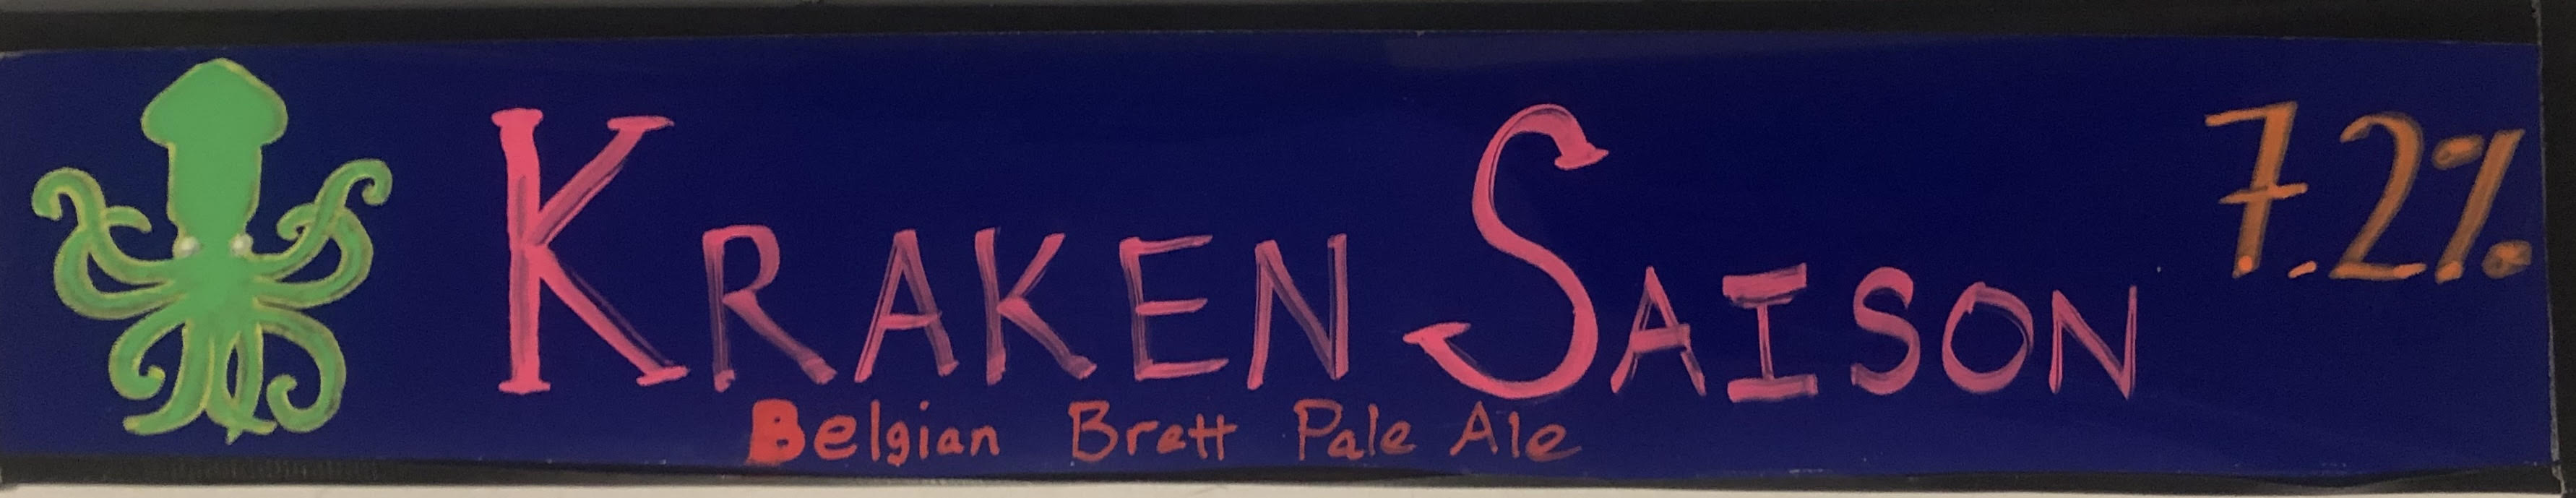 KRAKEN SAISON 7.2%
Belgian Brett Pale Ale